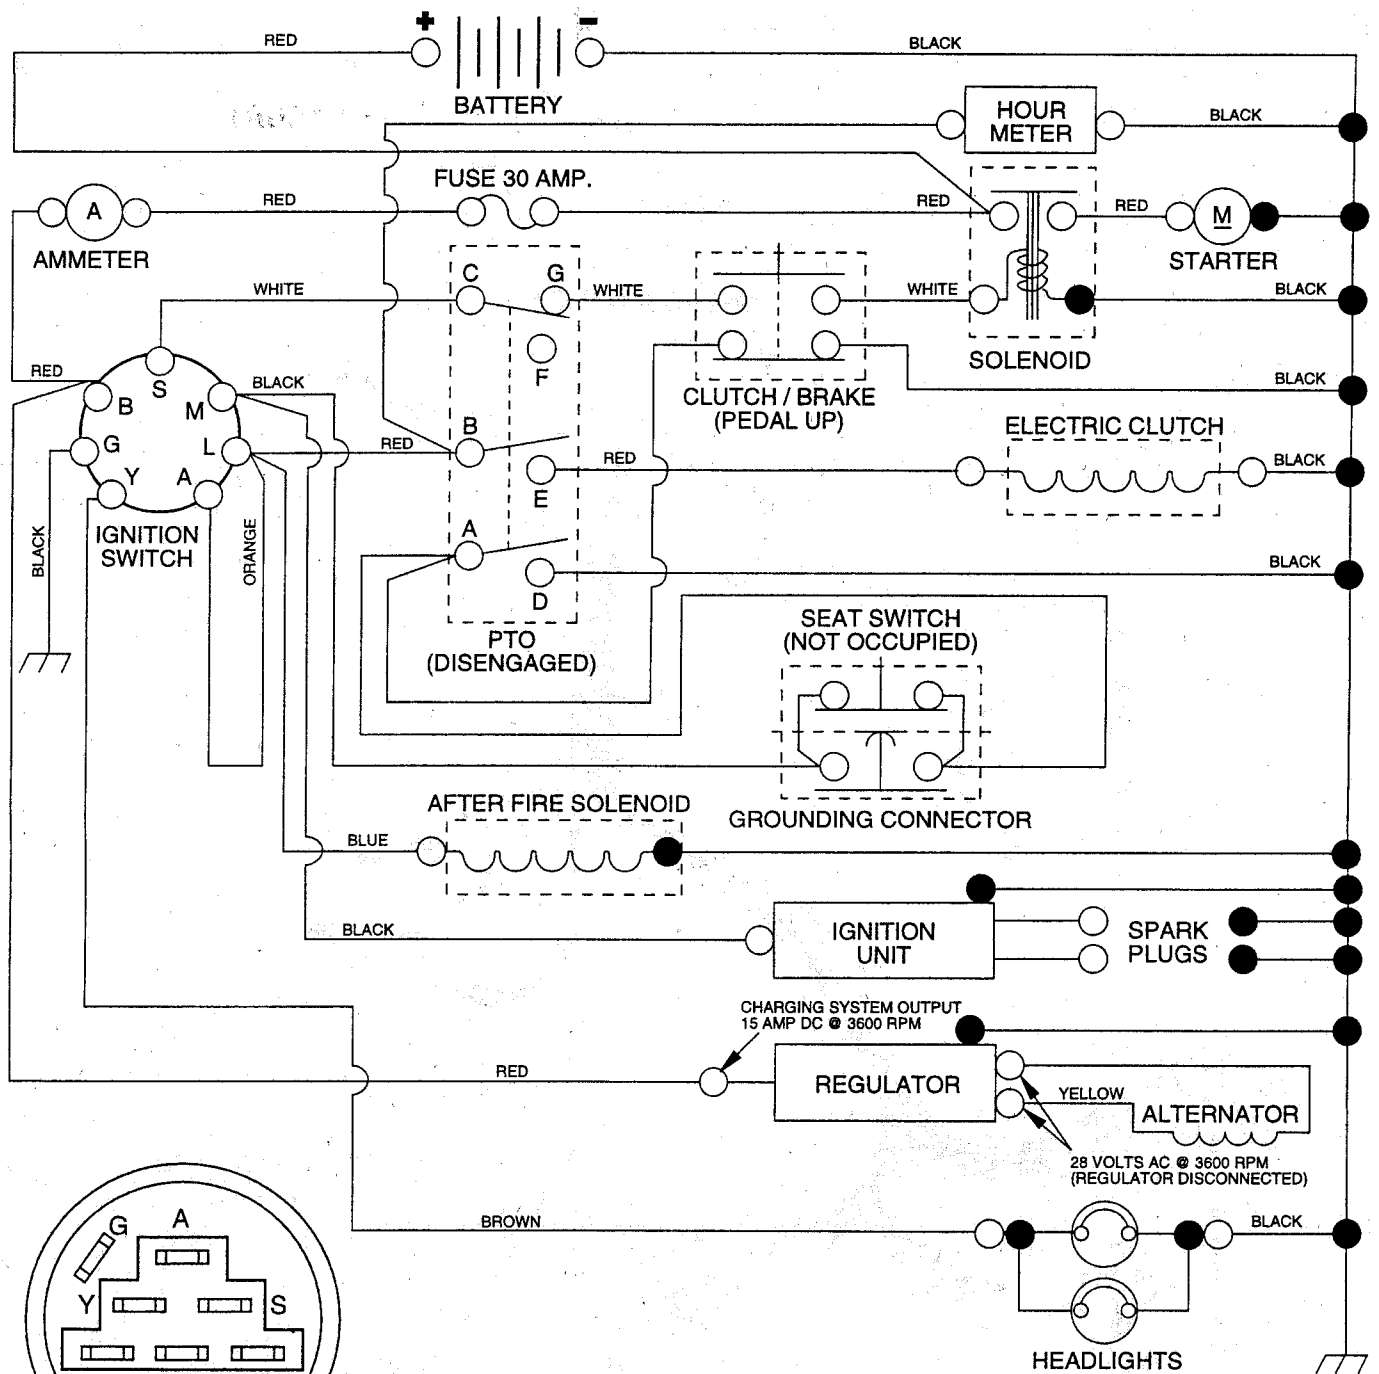 + -
RED
BLACK
BATTERY
HOUR
METER
BLACK
FUSE 30 AMP.
A
RED
RED
RED
M
AMMETER
STARTER
C
G
WHITE
WHITE
WHITE
BLACK
F
SOLENOID
RED
S
BLACK
BLACK
B
M
CLUTCH / BRAKE
(PEDAL UP)
B
ELECTRIC CLUTCH
G
L
RED
RED
BLACK
Y
A
E
IGNITION
SWITCH
A
BLACK
ORANGE
BLACK
D
PTO
(DISENGAGED)
SEAT SWITCH
(NOT OCCUPIED)
AFTER FIRE SOLENOID
GROUNDING CONNECTOR
BLUE
BLACK
IGNITION
UNIT
SPARK
PLUGS
CHARGING SYSTEM OUTPUT
15 AMP DC @ 3600 RPM
RED
REGULATOR
YELLOW
ALTERNATOR
28 VOLTS AC @ 3600 RPM
(REGULATOR DISCONNECTED)
BROWN
BLACK
G
A
Y
S
HEADLIGHTS